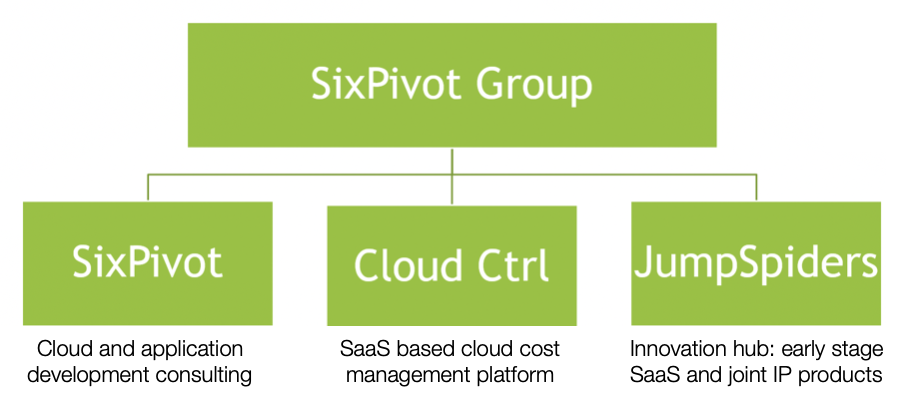 SixPivot Group
SixPivot
Cloud Ctrl
JumpSpiders
Cloud and application
development consulting
SaaS based cloud cost
management platform
Innovation hub: early stage
SaaS and joint IP products